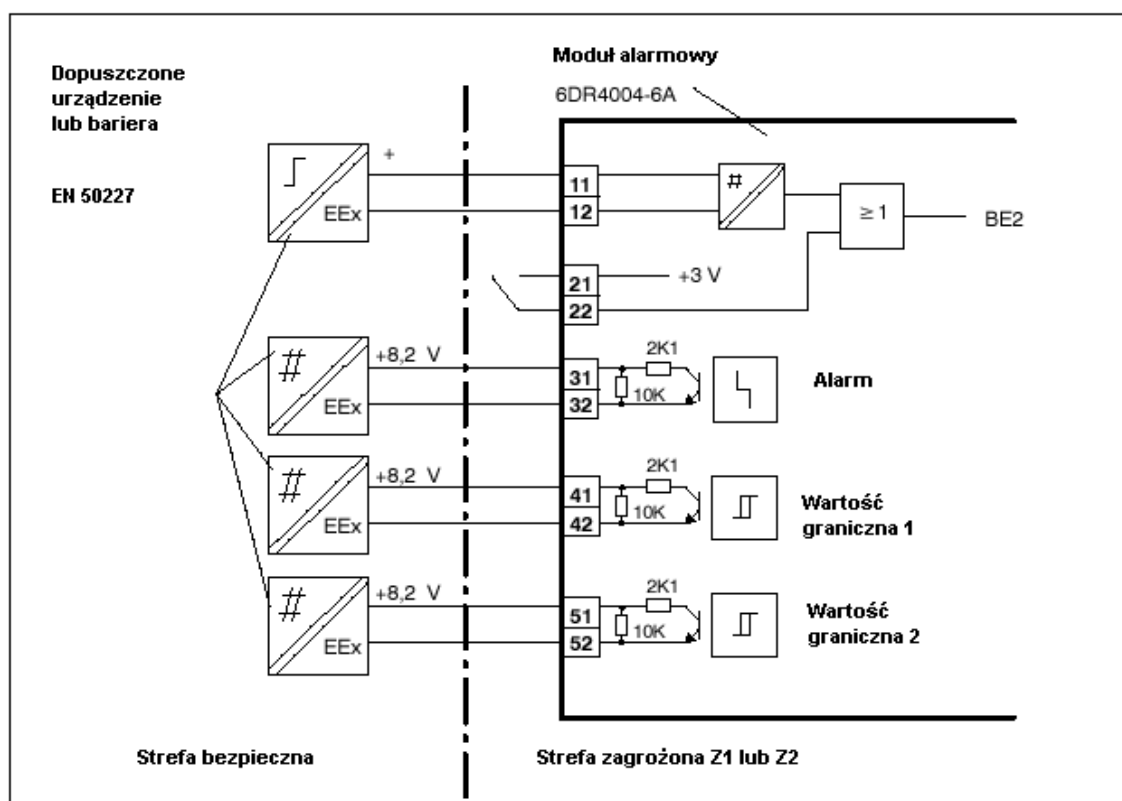 Dopuszczone
urządzenie
lub bariera
EN 50227
Moduł alarmowy
6DR4004-6A
+
EEx
11
12
#
≥ 1
BE2
21
+3 V
22
#
+8,2 V
EEx
31
32
2K1
10K
Alarm
#
+8,2 V
EEx
41
42
2K1
10K
Wartość
graniczna 1
#
+8,2 V
EEx
51
52
2K1
10K
Wartość
graniczna 2
Strefa bezpieczna
Strefa zagrożona Z1 lub Z2